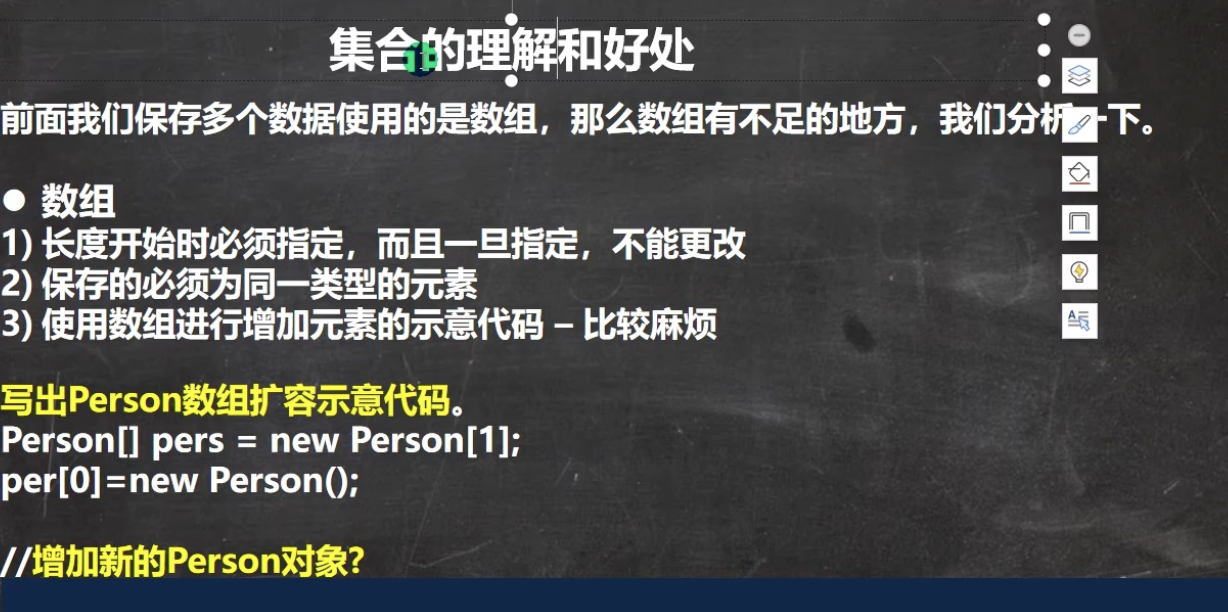 集合的理解和好处
前面我们保存多个数据使用的是数组，那么数组有不足的地方，我们分析一下。
● 数组
1) 长度开始时必须指定，而且一旦指定，不能更改
2) 保存的必须为同一类型的元素
3) 使用数组进行增加元素的示意代码 – 比较麻烦
写出Person数组扩容示意代码。
Person[] pers = new Person[1];
per[0]=new Person();
//增加新的Person对象?